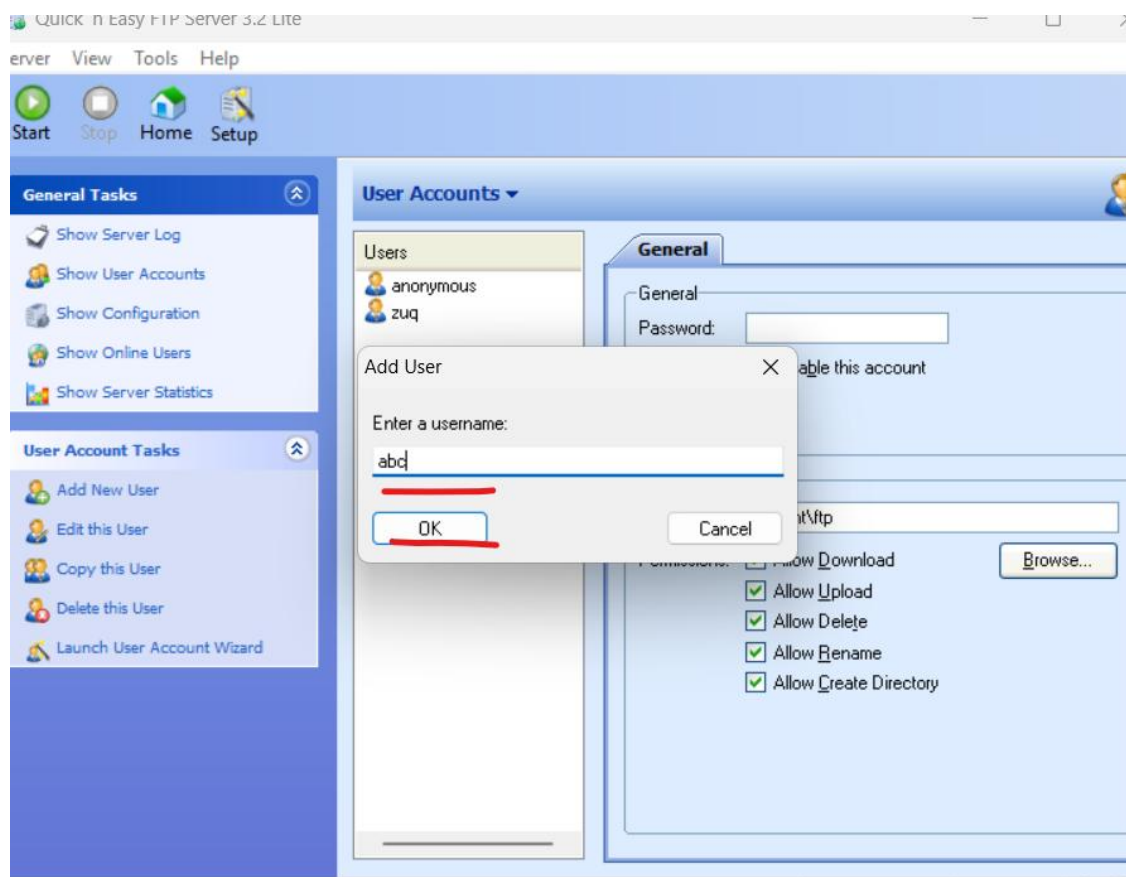 Quick 'n Easy FTP Server 3.2 Lite
erver View Tools Help
Start Stop Home Setup
General Tasks
Show Server Log
Show User Accounts
Show Configuration
Show Online Users
Show Server Statistics
User Account Tasks
Add New User
Edit this User
Copy this User
Delete this User
Launch User Account Wizard
User Accounts
Users
anonymous
zuq
General
General
Password:
able this account
Add User
Enter a username:
abc
OK Cancel
nt\ftp
Permissions: Allow Download
Browse...
Allow Upload
Allow Delete
Allow Rename
Allow Create Directory